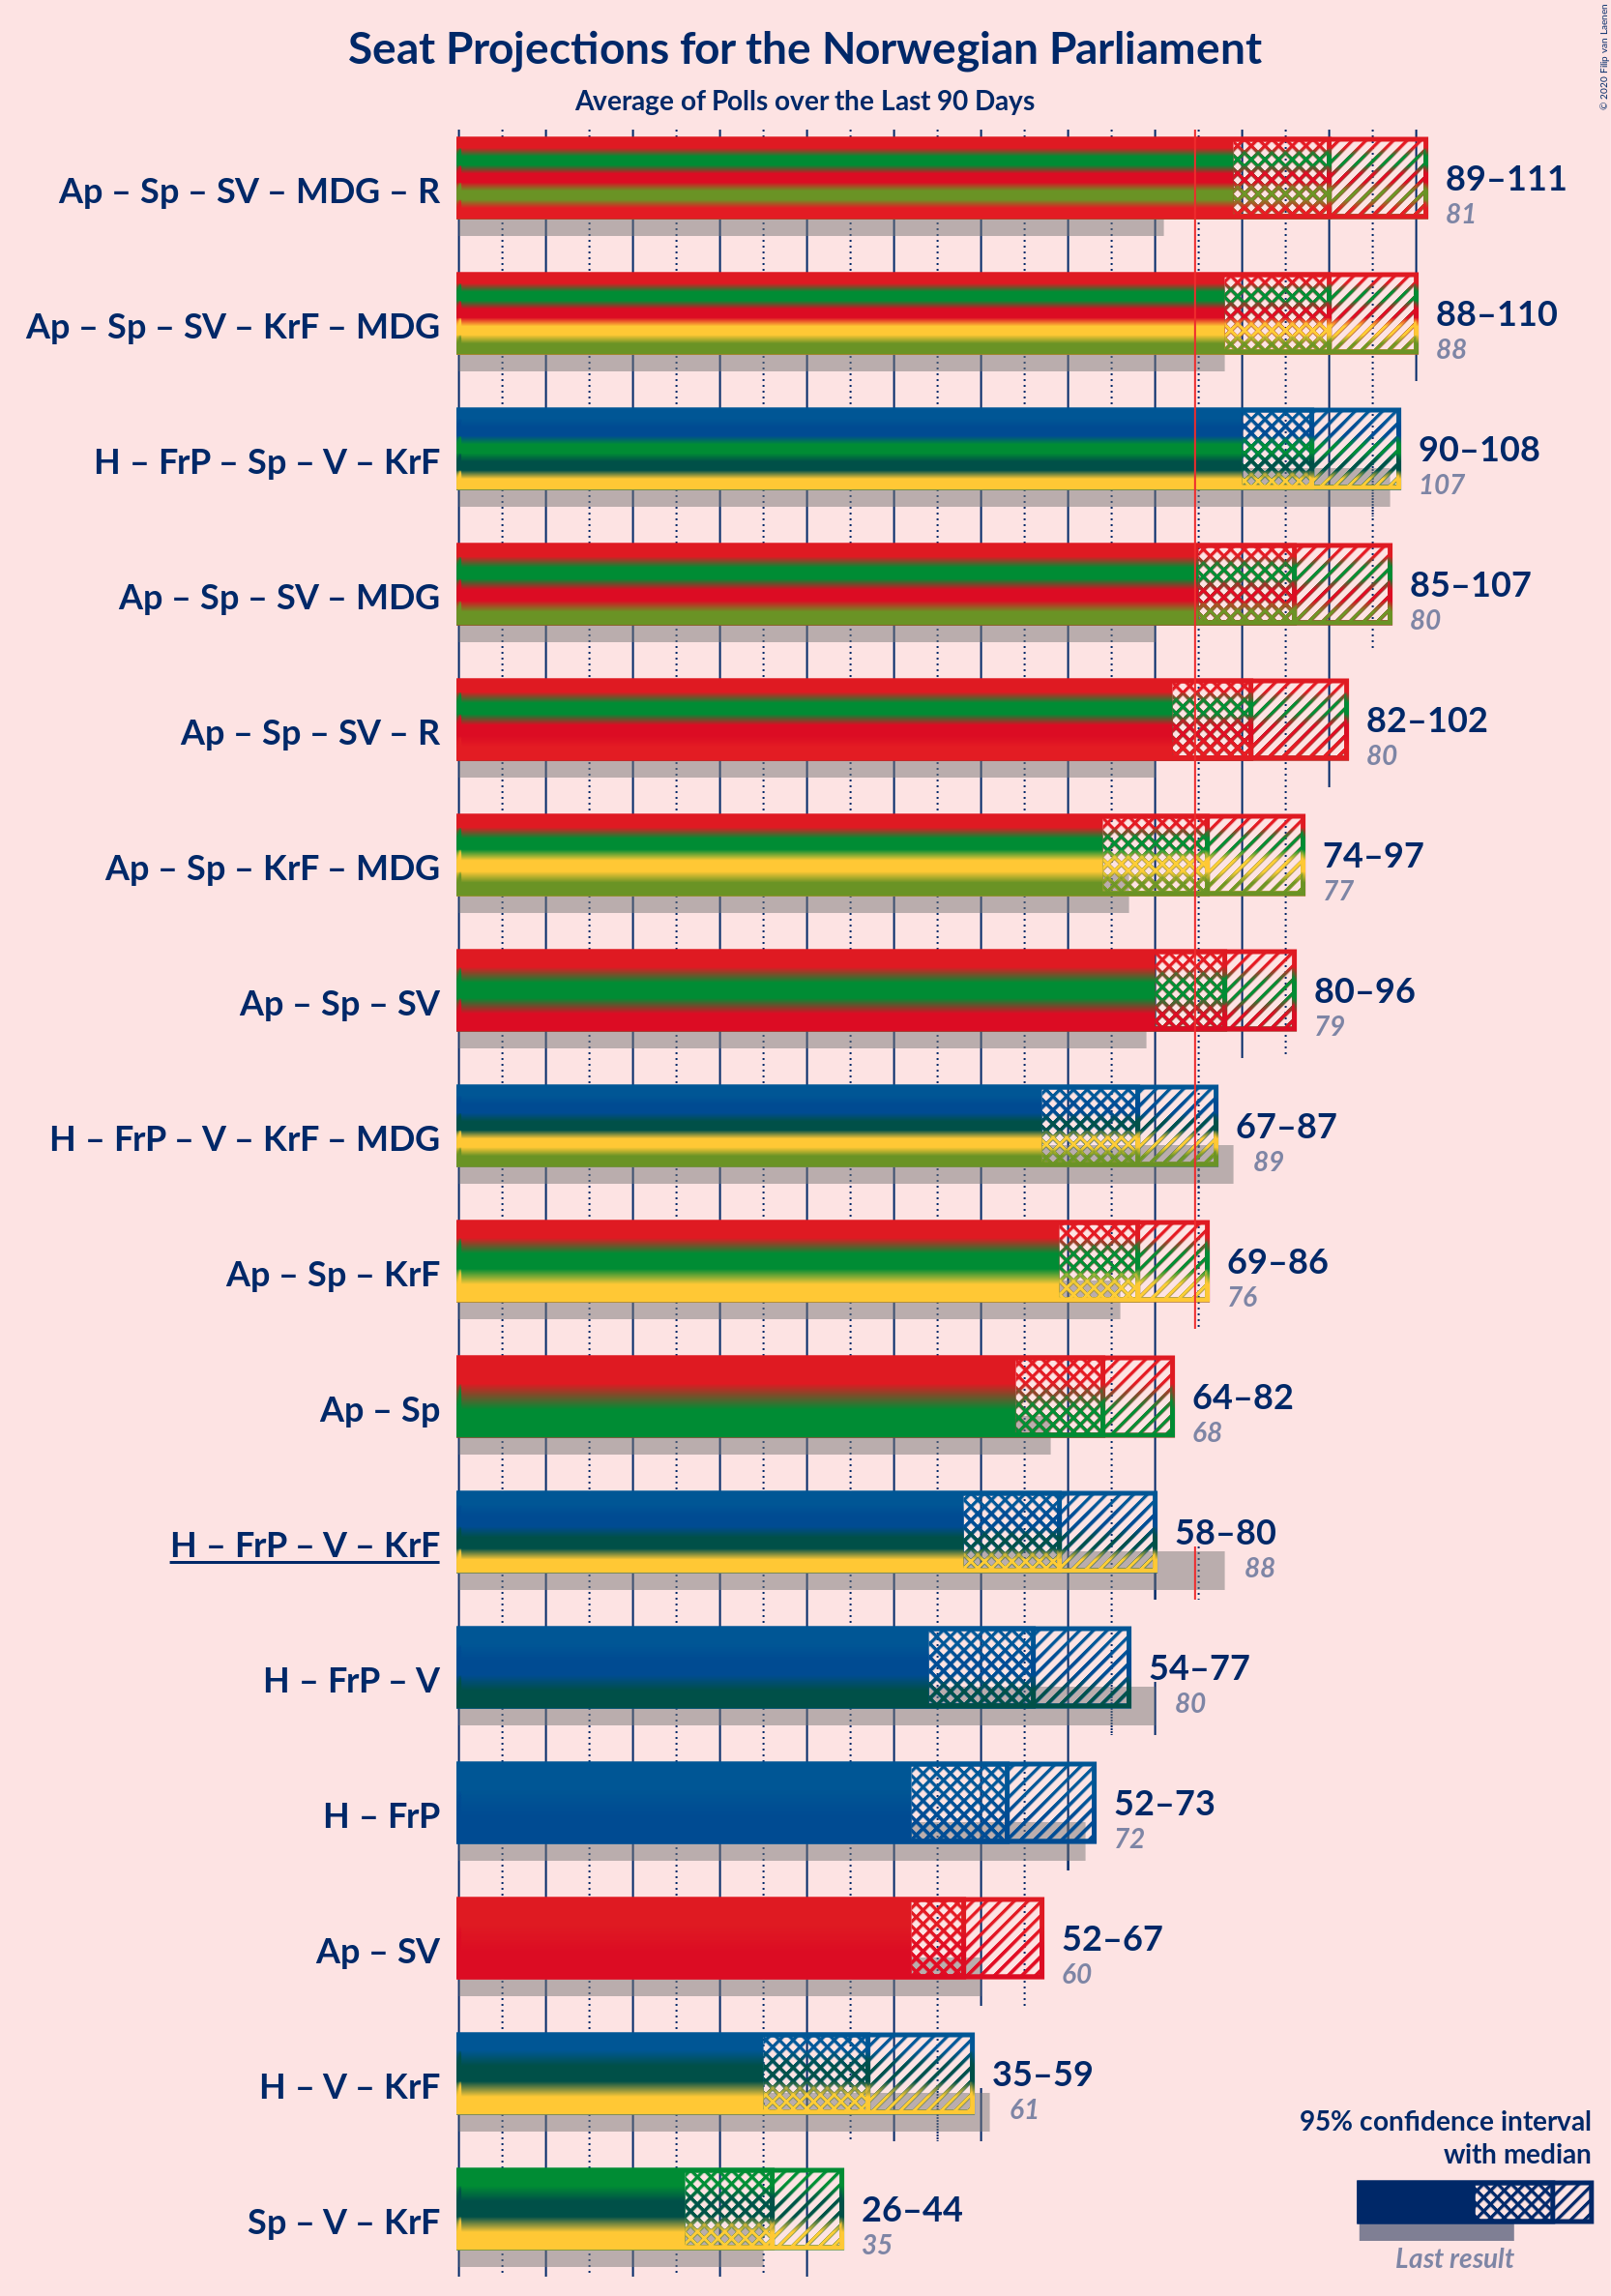 Seat Projections for the Norwegian Parliament
Average of Polls over the Last 90 Days
© 2020 Filip van Laenen
Ap – Sp – SV – MDG – R
89–111
81
Ap – Sp – SV – KrF – MDG
88–110
88
H – FrP – Sp – V – KrF
90–108
107
Ap – Sp – SV – MDG
85–107
80
Ap – Sp – SV – R
82–102
80
Ap – Sp – KrF – MDG
74–97
77
Ap – Sp – SV
80–96
79
H – FrP – V – KrF – MDG
67–87
89
Ap – Sp – KrF
69–86
76
Ap – Sp
64–82
68
H – FrP – V – KrF
58–80
88
H – FrP – V
54–77
80
H – FrP
52–73
72
Ap – SV
52–67
60
H – V – KrF
35–59
61
Sp – V – KrF
26–44
35
95% confidence interval
with median
Last result